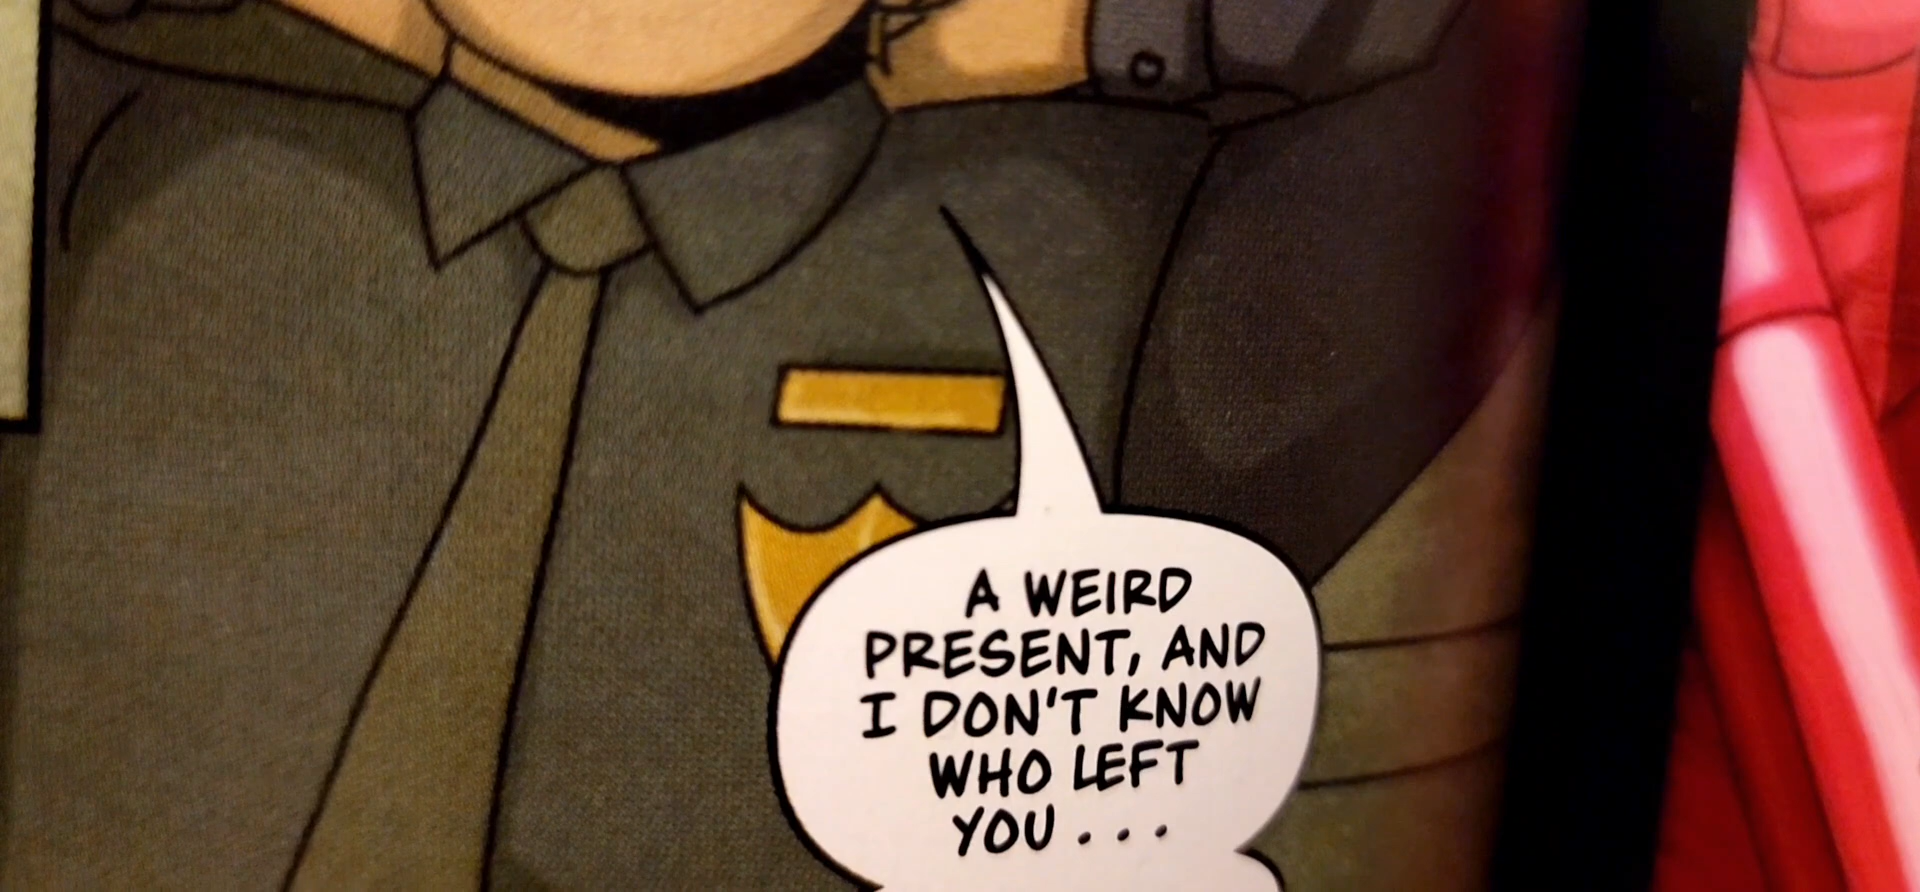 A WEIRD
PRESENT, AND
I DON'T KNOW
WHO LEFT
YOU . . .